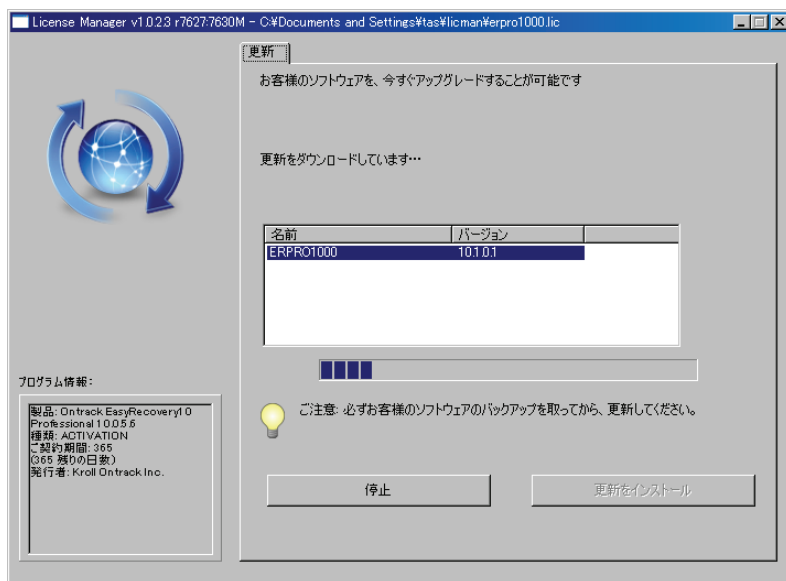 License Manager v1.0.2.3 r7627:7630M - C:¥Documents and Settings¥tas¥licman¥erpro1000.lic
更新
お客様のソフトウェアを、今すぐアップグレードすることが可能です
更新をダウンロードしています…
名前 バージョン
ERPRO1000 10.1.0.1
ご注意: 必ずお客様のソフトウェアのバックアップを取ってから、更新してください。
停止 更新をインストール
プログラム情報:
製品: Ontrack EasyRecovery10
Professional 10.0.5.6
種類: ACTIVATION
ご契約期間: 365
(365 残りの日数)
発行者: Kroll Ontrack Inc.